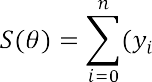 S(θ) = ∑_{i=0}^{n} (y_i